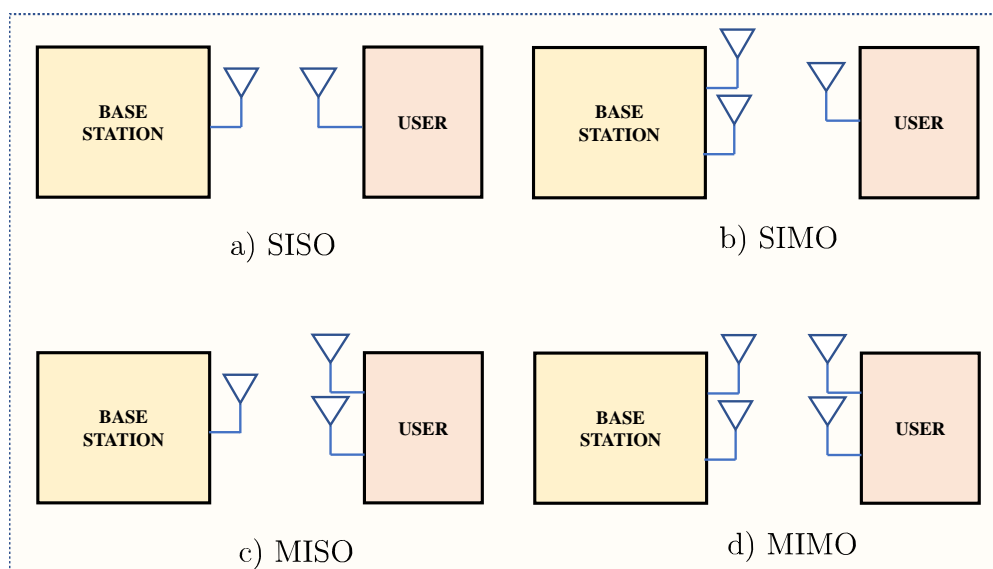 BASE
STATION
USER
a) SISO
BASE
STATION
USER
b) SIMO
BASE
STATION
USER
c) MISO
BASE
STATION
USER
d) MIMO